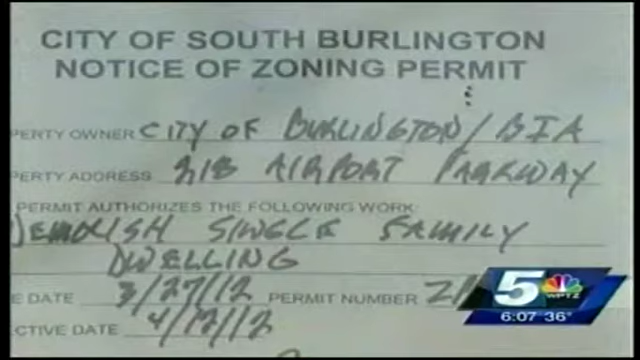 CITY OF SOUTH BURLINGTON
NOTICE OF ZONING PERMIT
PERTY OWNER CITY OF BURLINGTON / BIA
PERTY ADDRESS 318 AIRPORT PARKWAY
PERMIT AUTHORIZES THE FOLLOWING WORK:
DEMOLISH SINGLE FAMILY
DWELLING
E DATE 3/27/12 PERMIT NUMBER
CTIVE DATE 4/12/12
5 WPTZ
6:07 36°